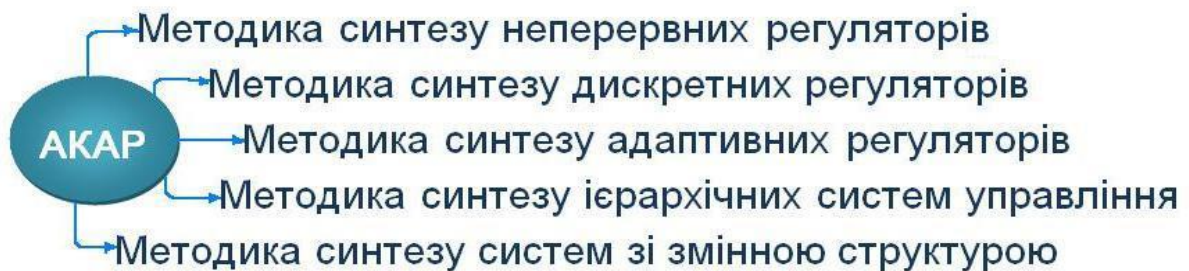 Методика синтезу неперервних регуляторів
Методика синтезу дискретних регуляторів
АКАР
Методика синтезу адаптивних регуляторів
Методика синтезу ієрархічних систем управління
Методика синтезу систем зі змінною структурою